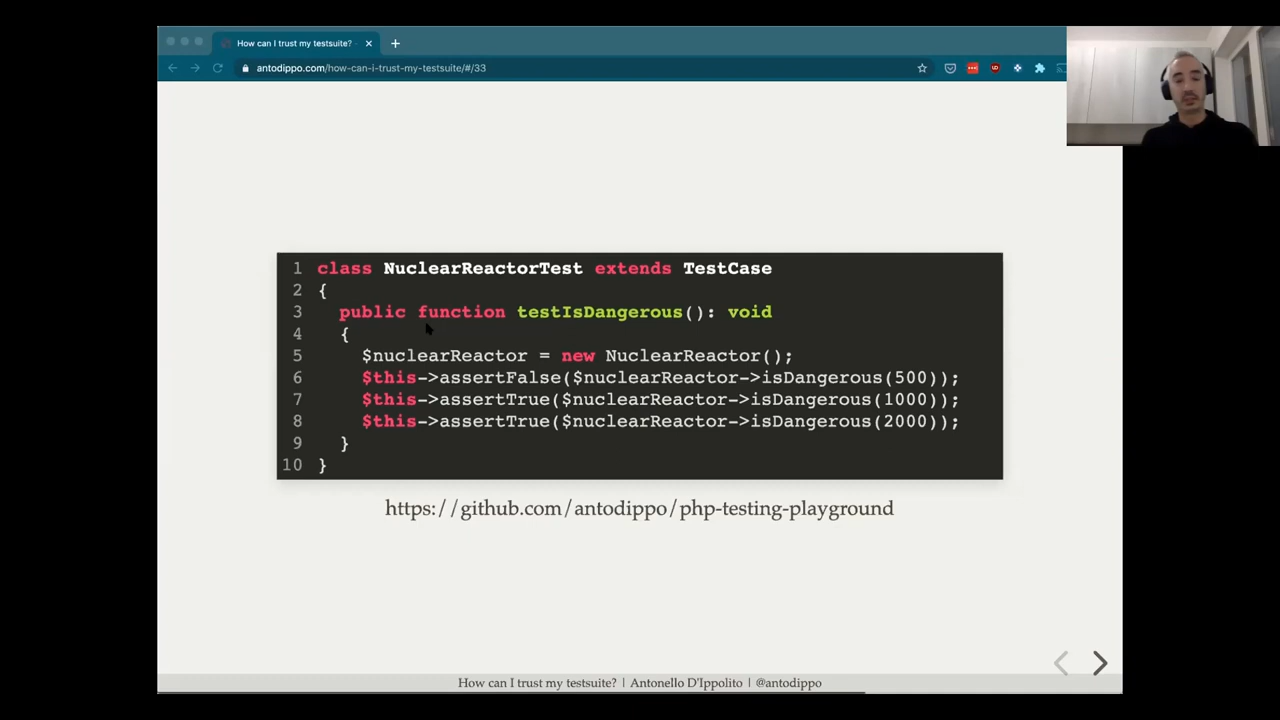 How can I trust my testsuite?
antodippo.com/how-can-i-trust-my-testsuite/#/33
1 class NuclearReactorTest extends TestCase
2 {
3 public function testIsDangerous(): void
4 {
5 $nuclearReactor = new NuclearReactor();
6 $this->assertFalse($nuclearReactor->isDangerous(500));
7 $this->assertTrue($nuclearReactor->isDangerous(1000));
8 $this->assertTrue($nuclearReactor->isDangerous(2000));
9 }
10 }
https://github.com/antodippo/php-testing-playground
How can I trust my testsuite? | Antonello D'Ippolito | @antodippo